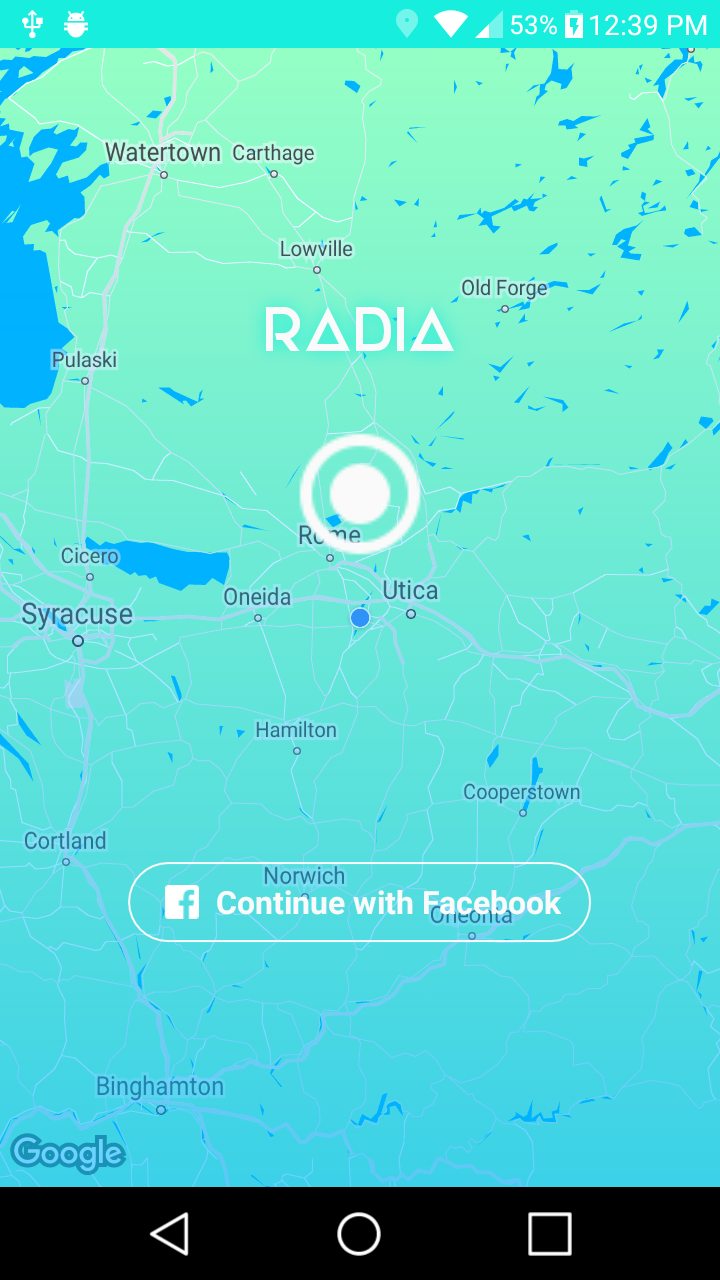 53% 12:39 PM
Watertown
Carthage
Lowville
Old Forge
RADIA
Pulaski
Rome
Cicero
Oneida
Utica
Syracuse
Hamilton
Cooperstown
Cortland
Norwich
Continue with Facebook
Oneonta
Binghamton
Google